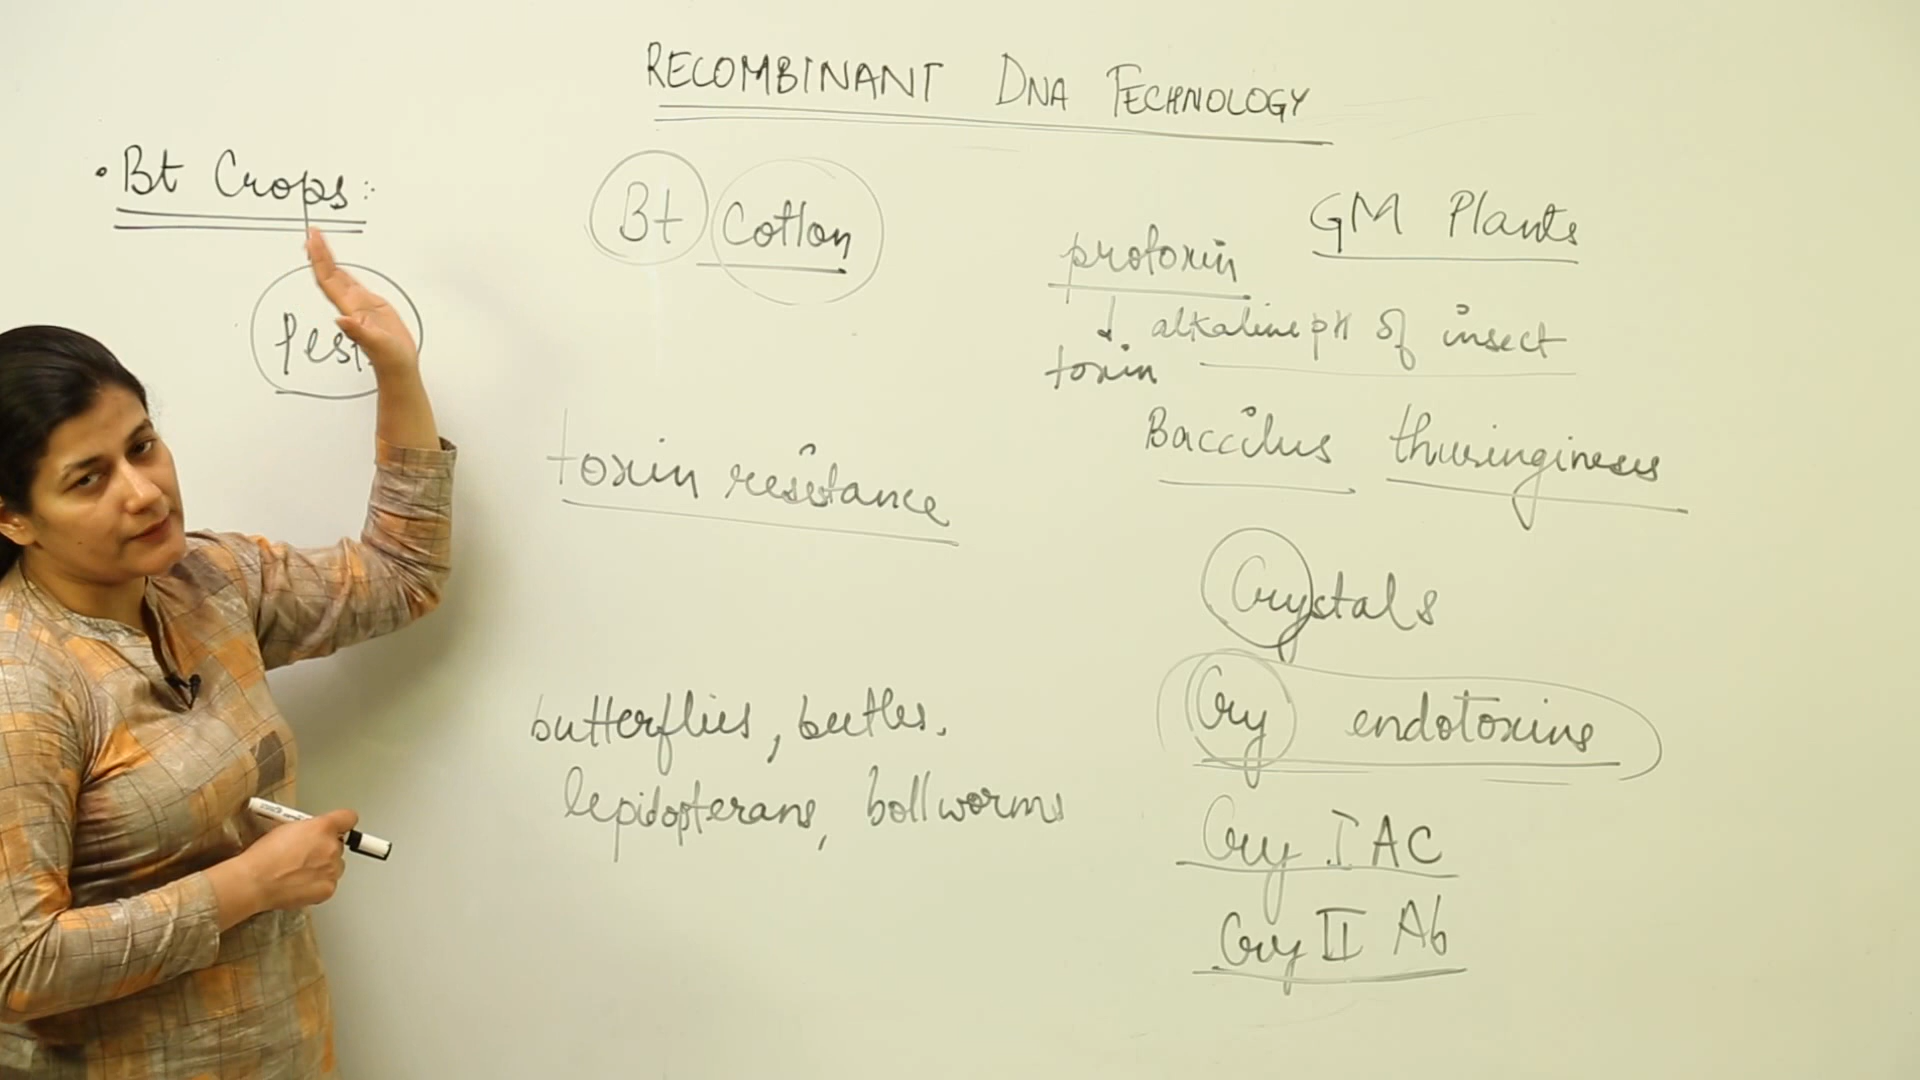 RECOMBINANT DNA TECHNOLOGY
• Bt Crops:
Pest
Bt Cotton
GM Plants
protoxin
↓ alkaline pH of insect
toxin
Baccilus thuringinesis
toxin resistance
Crystals
Cry endotoxins
butterflies, beetles.
lepidopterans, bollworms
Cry I AC
Cry II Ab